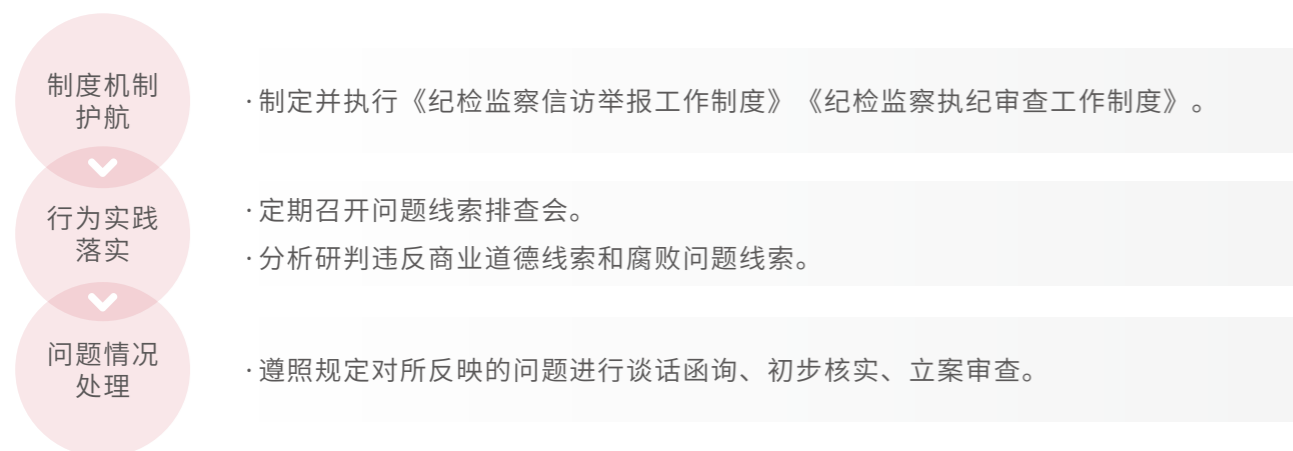 制度机制
护航
· 制定并执行《纪检监察信访举报工作制度》《纪检监察执纪审查工作制度》。
行为实践
落实
· 定期召开问题线索排查会。
· 分析研判违反商业道德线索和腐败问题线索。
问题情况
处理
· 遵照规定对所反映的问题进行谈话函询、初步核实、立案审查。